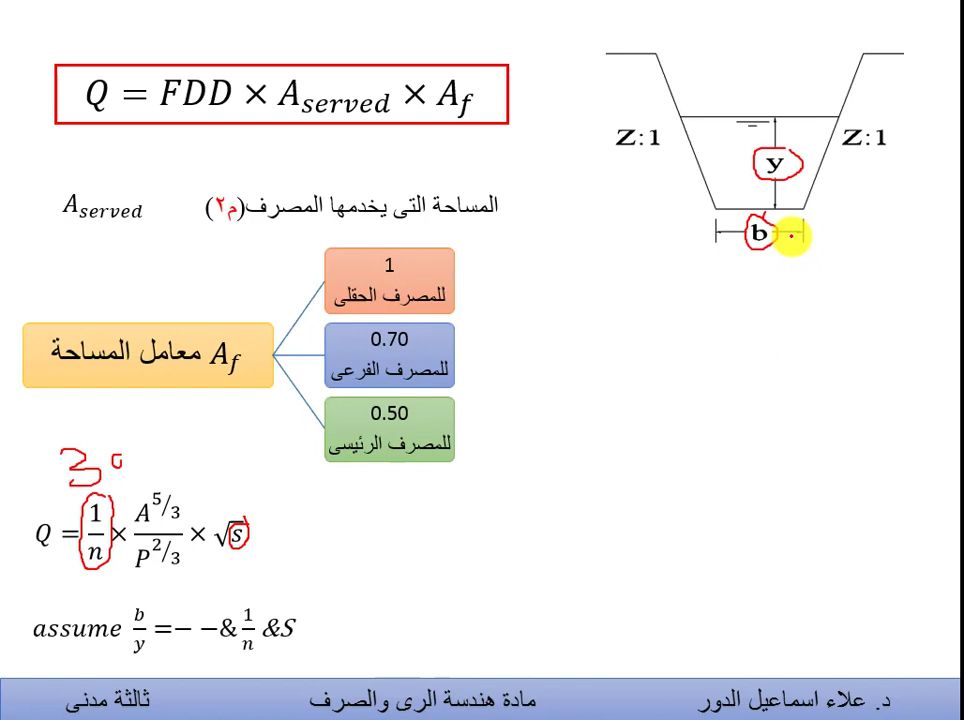 Q = FDD × A_served × A_f
Z:1 y Z:1
b
A_served المساحة التى يخدمها المصرف(م٢)
1
للمصرف الحقلى
معامل المساحة A_f
0.70
للمصرف الفرعى
0.50
للمصرف الرئيسى
30
Q = 1/n × A^5/3 / P^2/3 × √s
assume b/y =− −& 1/n &S
د. علاء اسماعيل الدور مادة هندسة الرى والصرف ثالثة مدنى